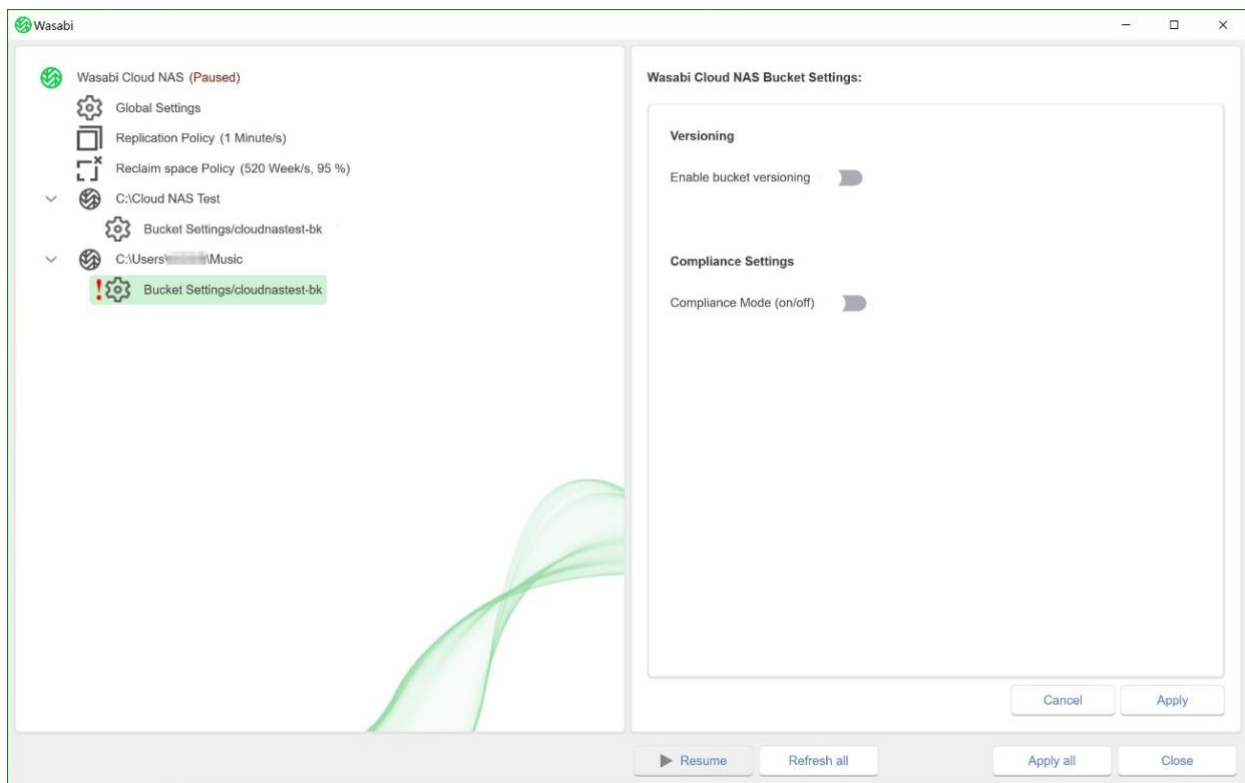 Wasabi
Wasabi Cloud NAS (Paused)
Global Settings
Replication Policy (1 Minute/s)
Reclaim space Policy (520 Week/s, 95 %)
C:\Cloud NAS Test
Bucket Settings/cloudnastest-bk
C:\Users\ \Music
Bucket Settings/cloudnastest-bk
Wasabi Cloud NAS Bucket Settings:
Versioning
Enable bucket versioning
Compliance Settings
Compliance Mode (on/off)
Cancel
Apply
Resume
Refresh all
Apply all
Close